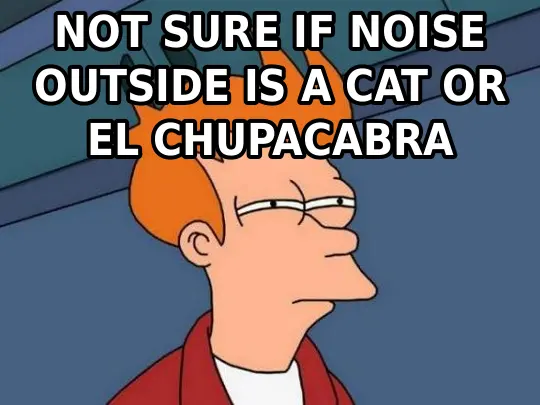 NOT SURE IF NOISE
OUTSIDE IS A CAT OR
EL CHUPACABRA